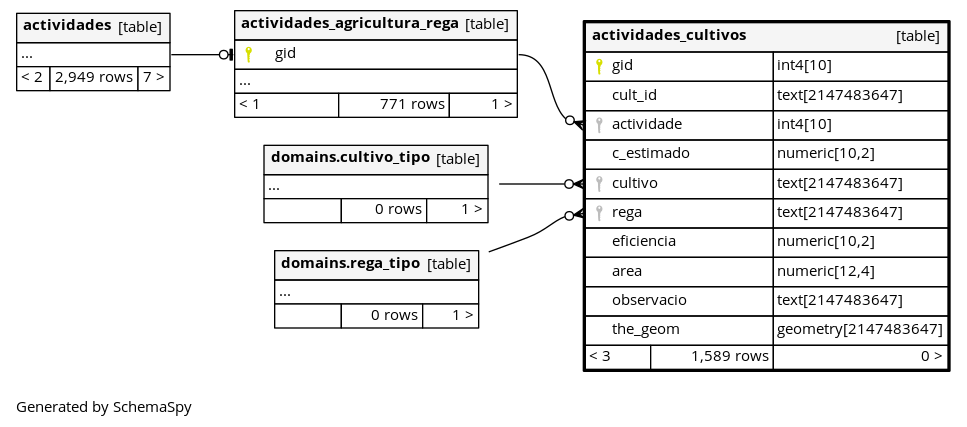 actividades [table]
...
< 2 2,949 rows 7 >
actividades_agricultura_rega [table]
gid
...
< 1 771 rows 1 >
domains.cultivo_tipo [table]
...
0 rows 1 >
domains.rega_tipo [table]
...
0 rows 1 >
actividades_cultivos [table]
gid int4[10]
cult_id text[2147483647]
actividade int4[10]
c_estimado numeric[10,2]
cultivo text[2147483647]
rega text[2147483647]
eficiencia numeric[10,2]
area numeric[12,4]
observacio text[2147483647]
the_geom geometry[2147483647]
< 3 1,589 rows 0 >
Generated by SchemaSpy